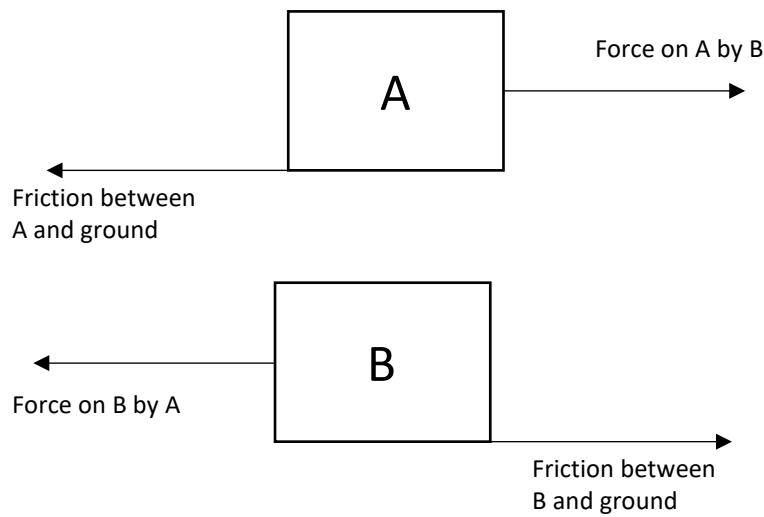 A
Force on A by B
Friction between
A and ground
B
Force on B by A
Friction between
B and ground